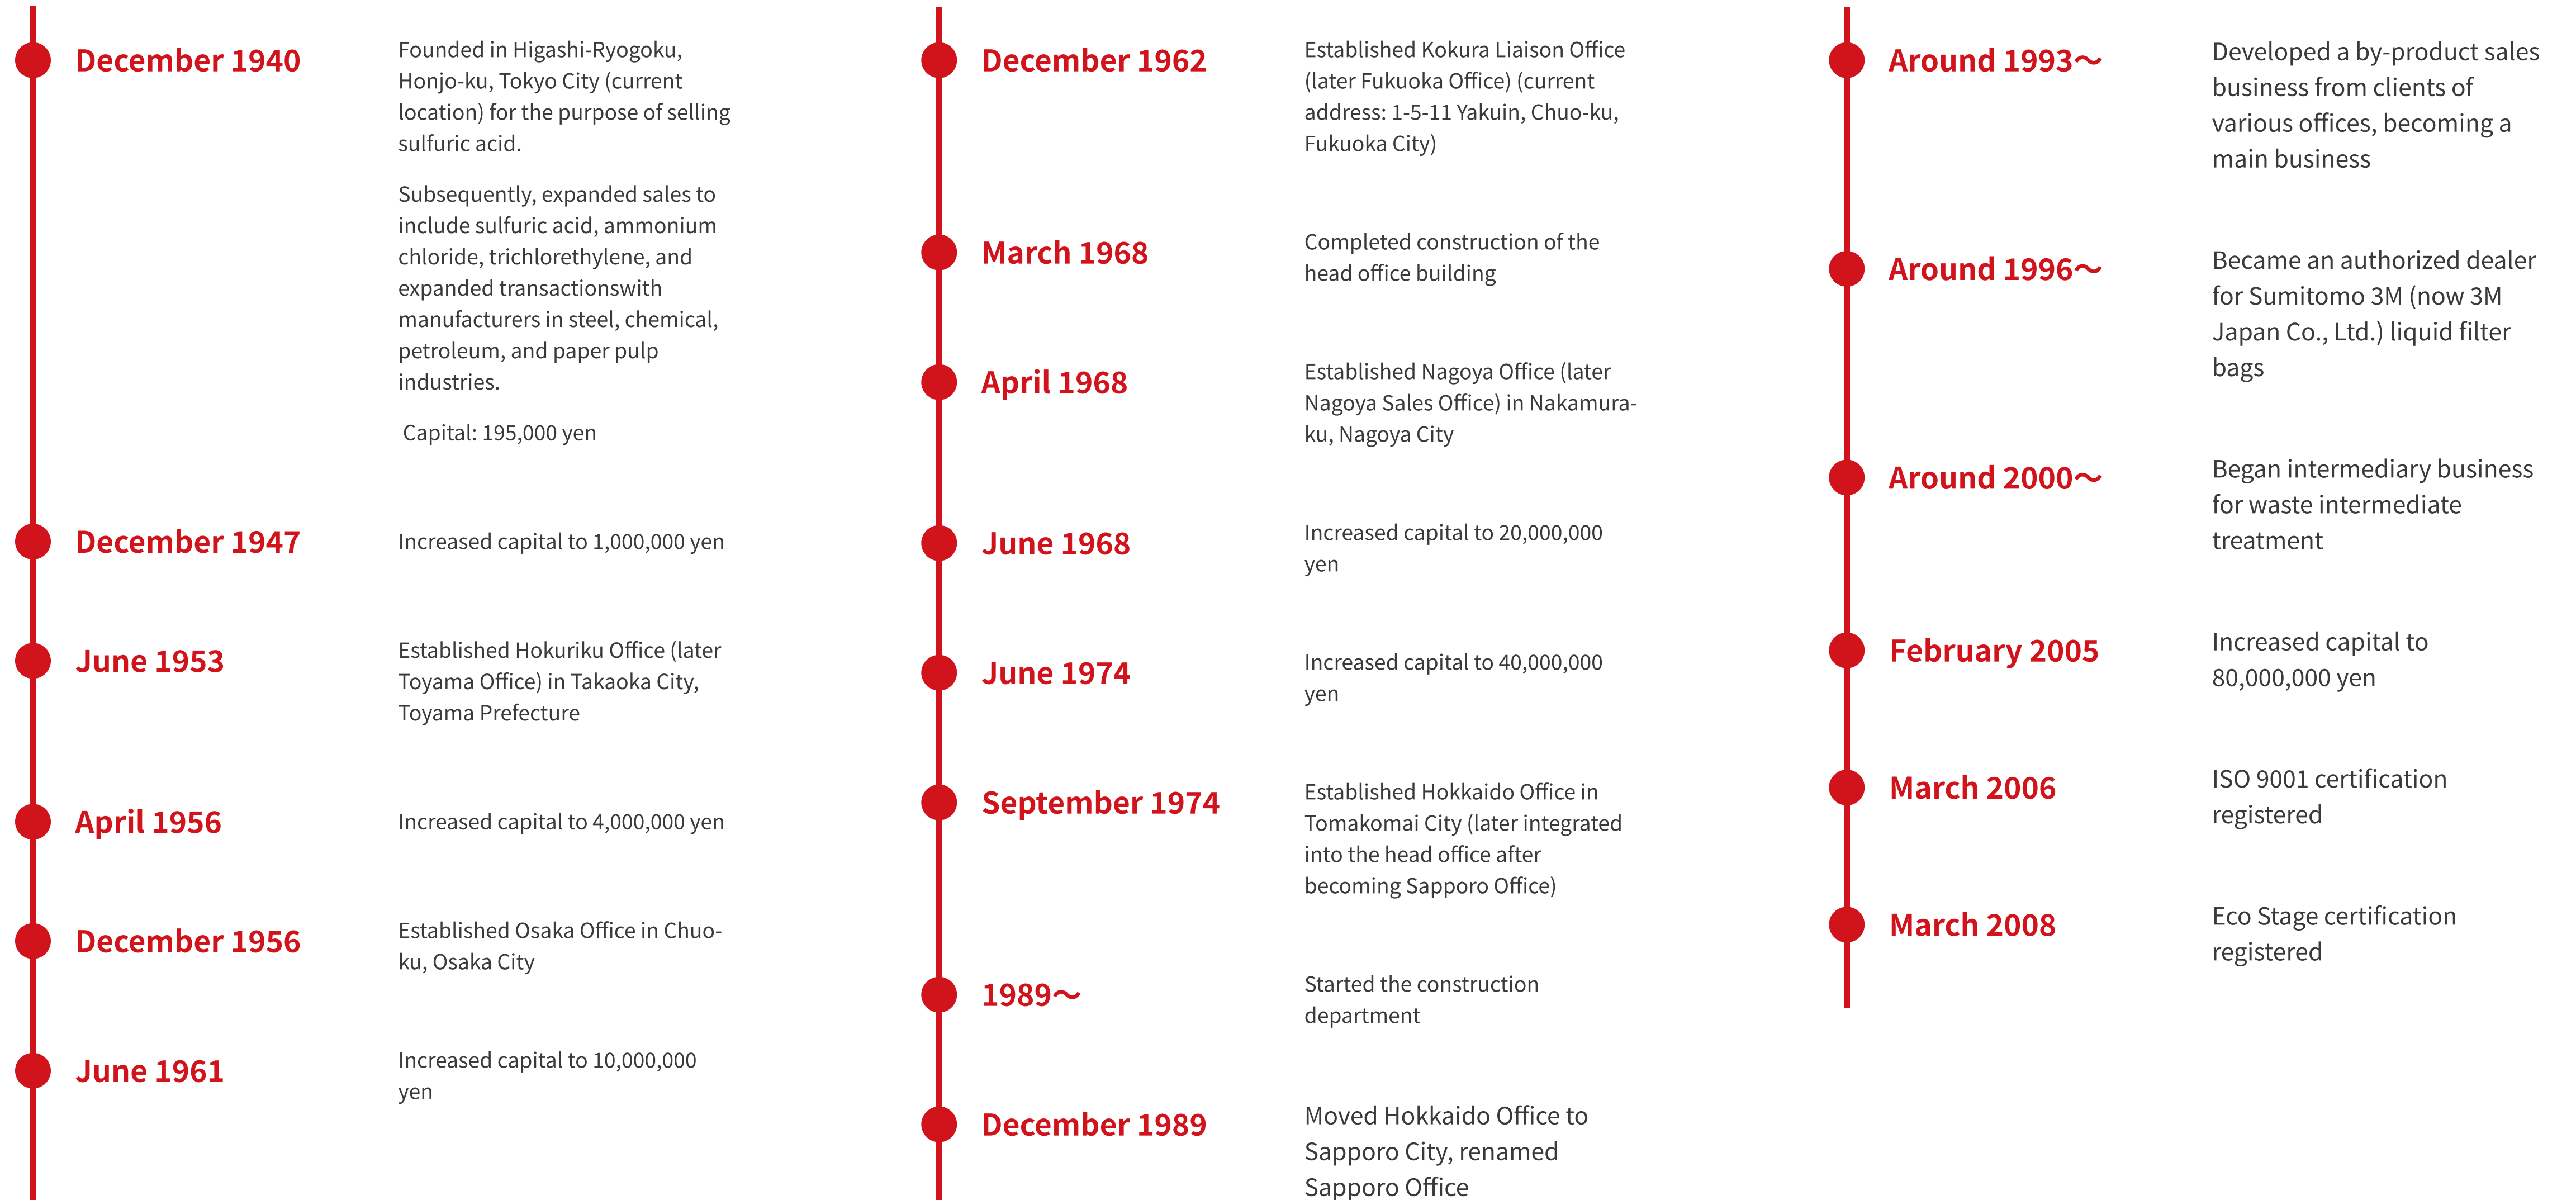 December 1940
Founded in Higashi-Ryogoku,
Honjo-ku, Tokyo City (current
location) for the purpose of selling
sulfuric acid.
Subsequently, expanded sales to
include sulfuric acid, ammonium
chloride, trichlorethylene, and
expanded transactionswith
manufacturers in steel, chemical,
petroleum, and paper pulp
industries.
Capital: 195,000 yen
December 1947
Increased capital to 1,000,000 yen
June 1953
Established Hokuriku Office (later
Toyama Office) in Takaoka City,
Toyama Prefecture
April 1956
Increased capital to 4,000,000 yen
December 1956
Established Osaka Office in Chuo-
ku, Osaka City
June 1961
Increased capital to 10,000,000
yen
December 1962
Established Kokura Liaison Office
(later Fukuoka Office) (current
address: 1-5-11 Yakuin, Chuo-ku,
Fukuoka City)
March 1968
Completed construction of the
head office building
April 1968
Established Nagoya Office (later
Nagoya Sales Office) in Nakamura-
ku, Nagoya City
June 1968
Increased capital to 20,000,000
yen
June 1974
Increased capital to 40,000,000
yen
September 1974
Established Hokkaido Office in
Tomakomai City (later integrated
into the head office after
becoming Sapporo Office)
1989～
Started the construction
department
December 1989
Moved Hokkaido Office to
Sapporo City, renamed
Sapporo Office
Around 1993～
Developed a by-product sales
business from clients of
various offices, becoming a
main business
Around 1996～
Became an authorized dealer
for Sumitomo 3M (now 3M
Japan Co., Ltd.) liquid filter
bags
Around 2000～
Began intermediary business
for waste intermediate
treatment
February 2005
Increased capital to
80,000,000 yen
March 2006
ISO 9001 certification
registered
March 2008
Eco Stage certification
registered